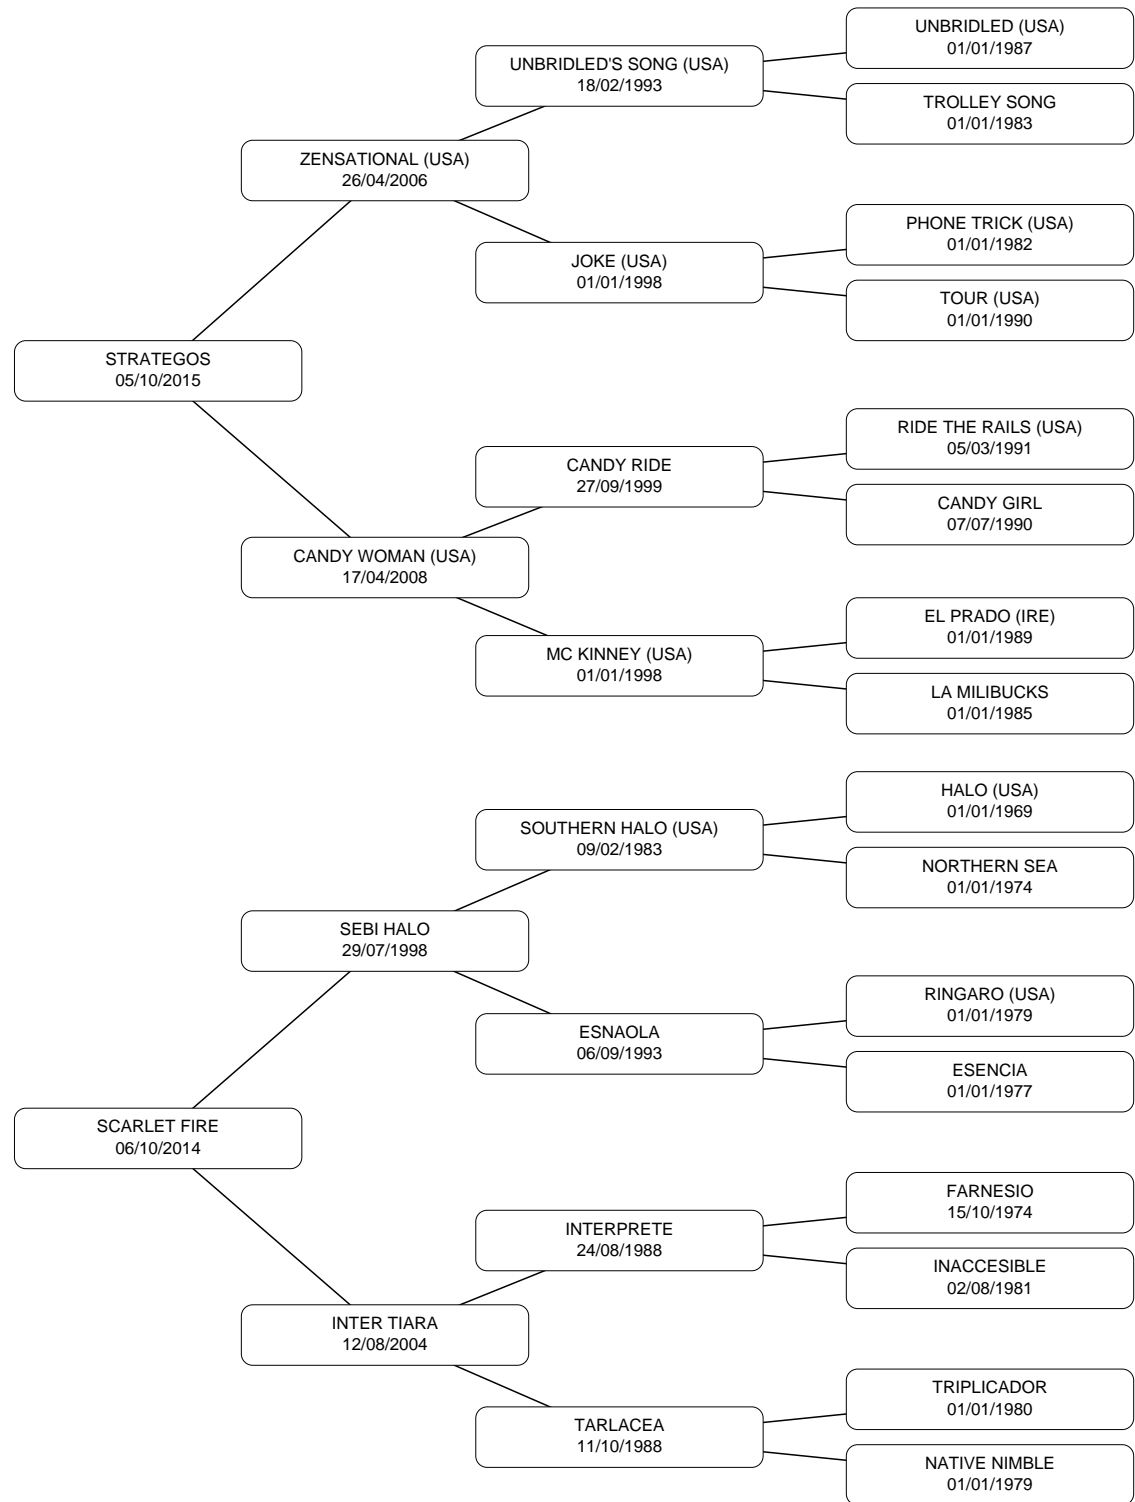 UNBRIDLED (USA)
01/01/1987
UNBRIDLED'S SONG (USA)
18/02/1993
TROLLEY SONG
01/01/1983
ZENSATIONAL (USA)
26/04/2006
PHONE TRICK (USA)
01/01/1982
JOKE (USA)
01/01/1998
TOUR (USA)
01/01/1990
STRATEGOS
05/10/2015
RIDE THE RAILS (USA)
05/03/1991
CANDY RIDE
27/09/1999
CANDY GIRL
07/07/1990
CANDY WOMAN (USA)
17/04/2008
EL PRADO (IRE)
01/01/1989
MC KINNEY (USA)
01/01/1998
LA MILIBUCKS
01/01/1985
HALO (USA)
01/01/1969
SOUTHERN HALO (USA)
09/02/1983
NORTHERN SEA
01/01/1974
SEBI HALO
29/07/1998
RINGARO (USA)
01/01/1979
ESNAOLA
06/09/1993
ESENCIA
01/01/1977
SCARLET FIRE
06/10/2014
FARNESIO
15/10/1974
INTERPRETE
24/08/1988
INACCESIBLE
02/08/1981
INTER TIARA
12/08/2004
TRIPLICADOR
01/01/1980
TARLACEA
11/10/1988
NATIVE NIMBLE
01/01/1979